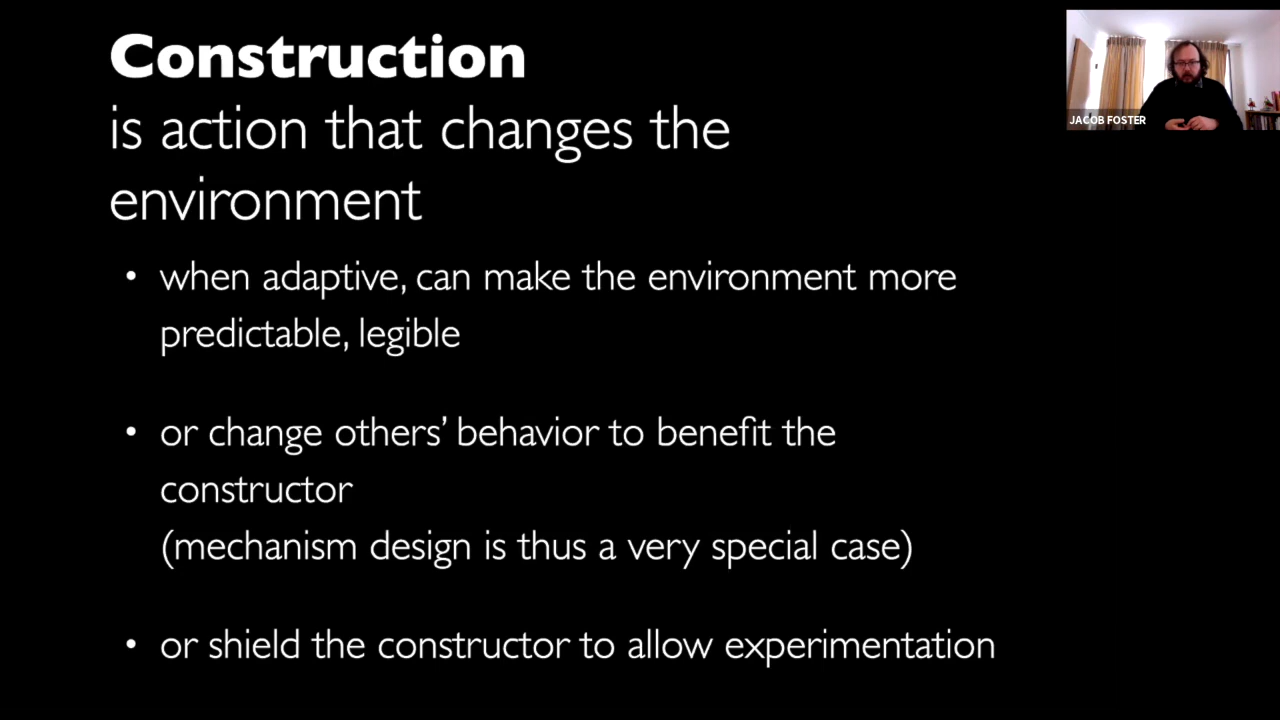 Construction
is action that changes the
environment
• when adaptive, can make the environment more
predictable, legible
• or change others’ behavior to benefit the
constructor
(mechanism design is thus a very special case)
• or shield the constructor to allow experimentation
JACOB FOSTER